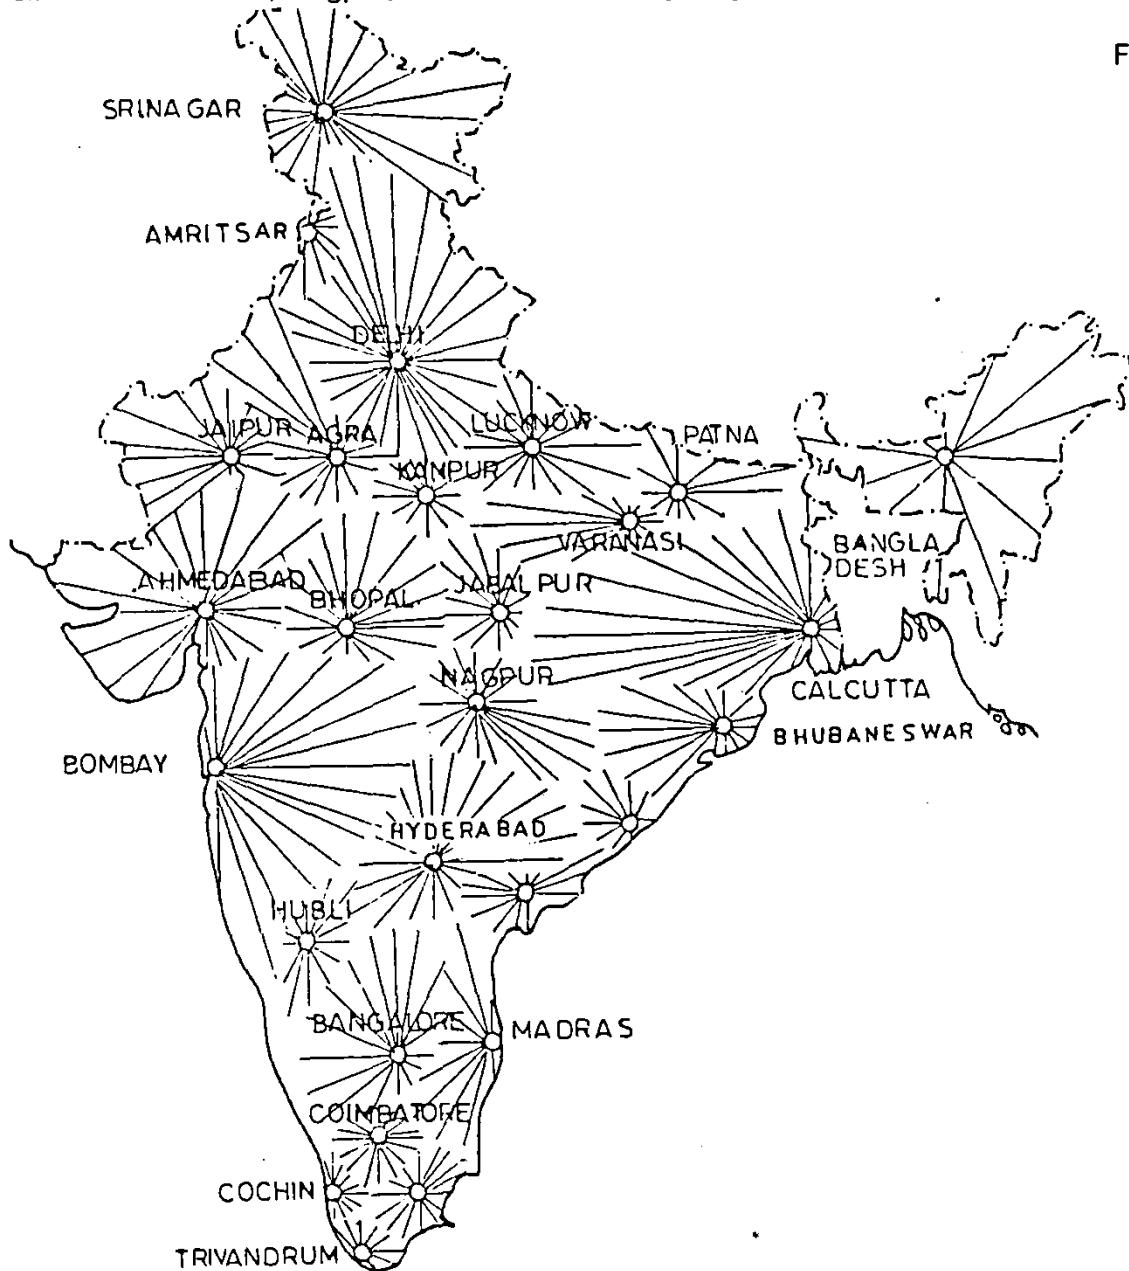 F
SRINAGAR
AMRITSAR
DELHI
JAIPUR
AGRA
LUCKNOW
PATNA
KANPUR
VARANASI
BANGLA
DESH
AHMEDABAD
BHOPAL
JABALPUR
NAGPUR
CALCUTTA
BHUBANESWAR
BOMBAY
HYDERABAD
HUBLI
BANGALORE
MADRAS
COIMBATORE
COCHIN
TRIVANDRUM